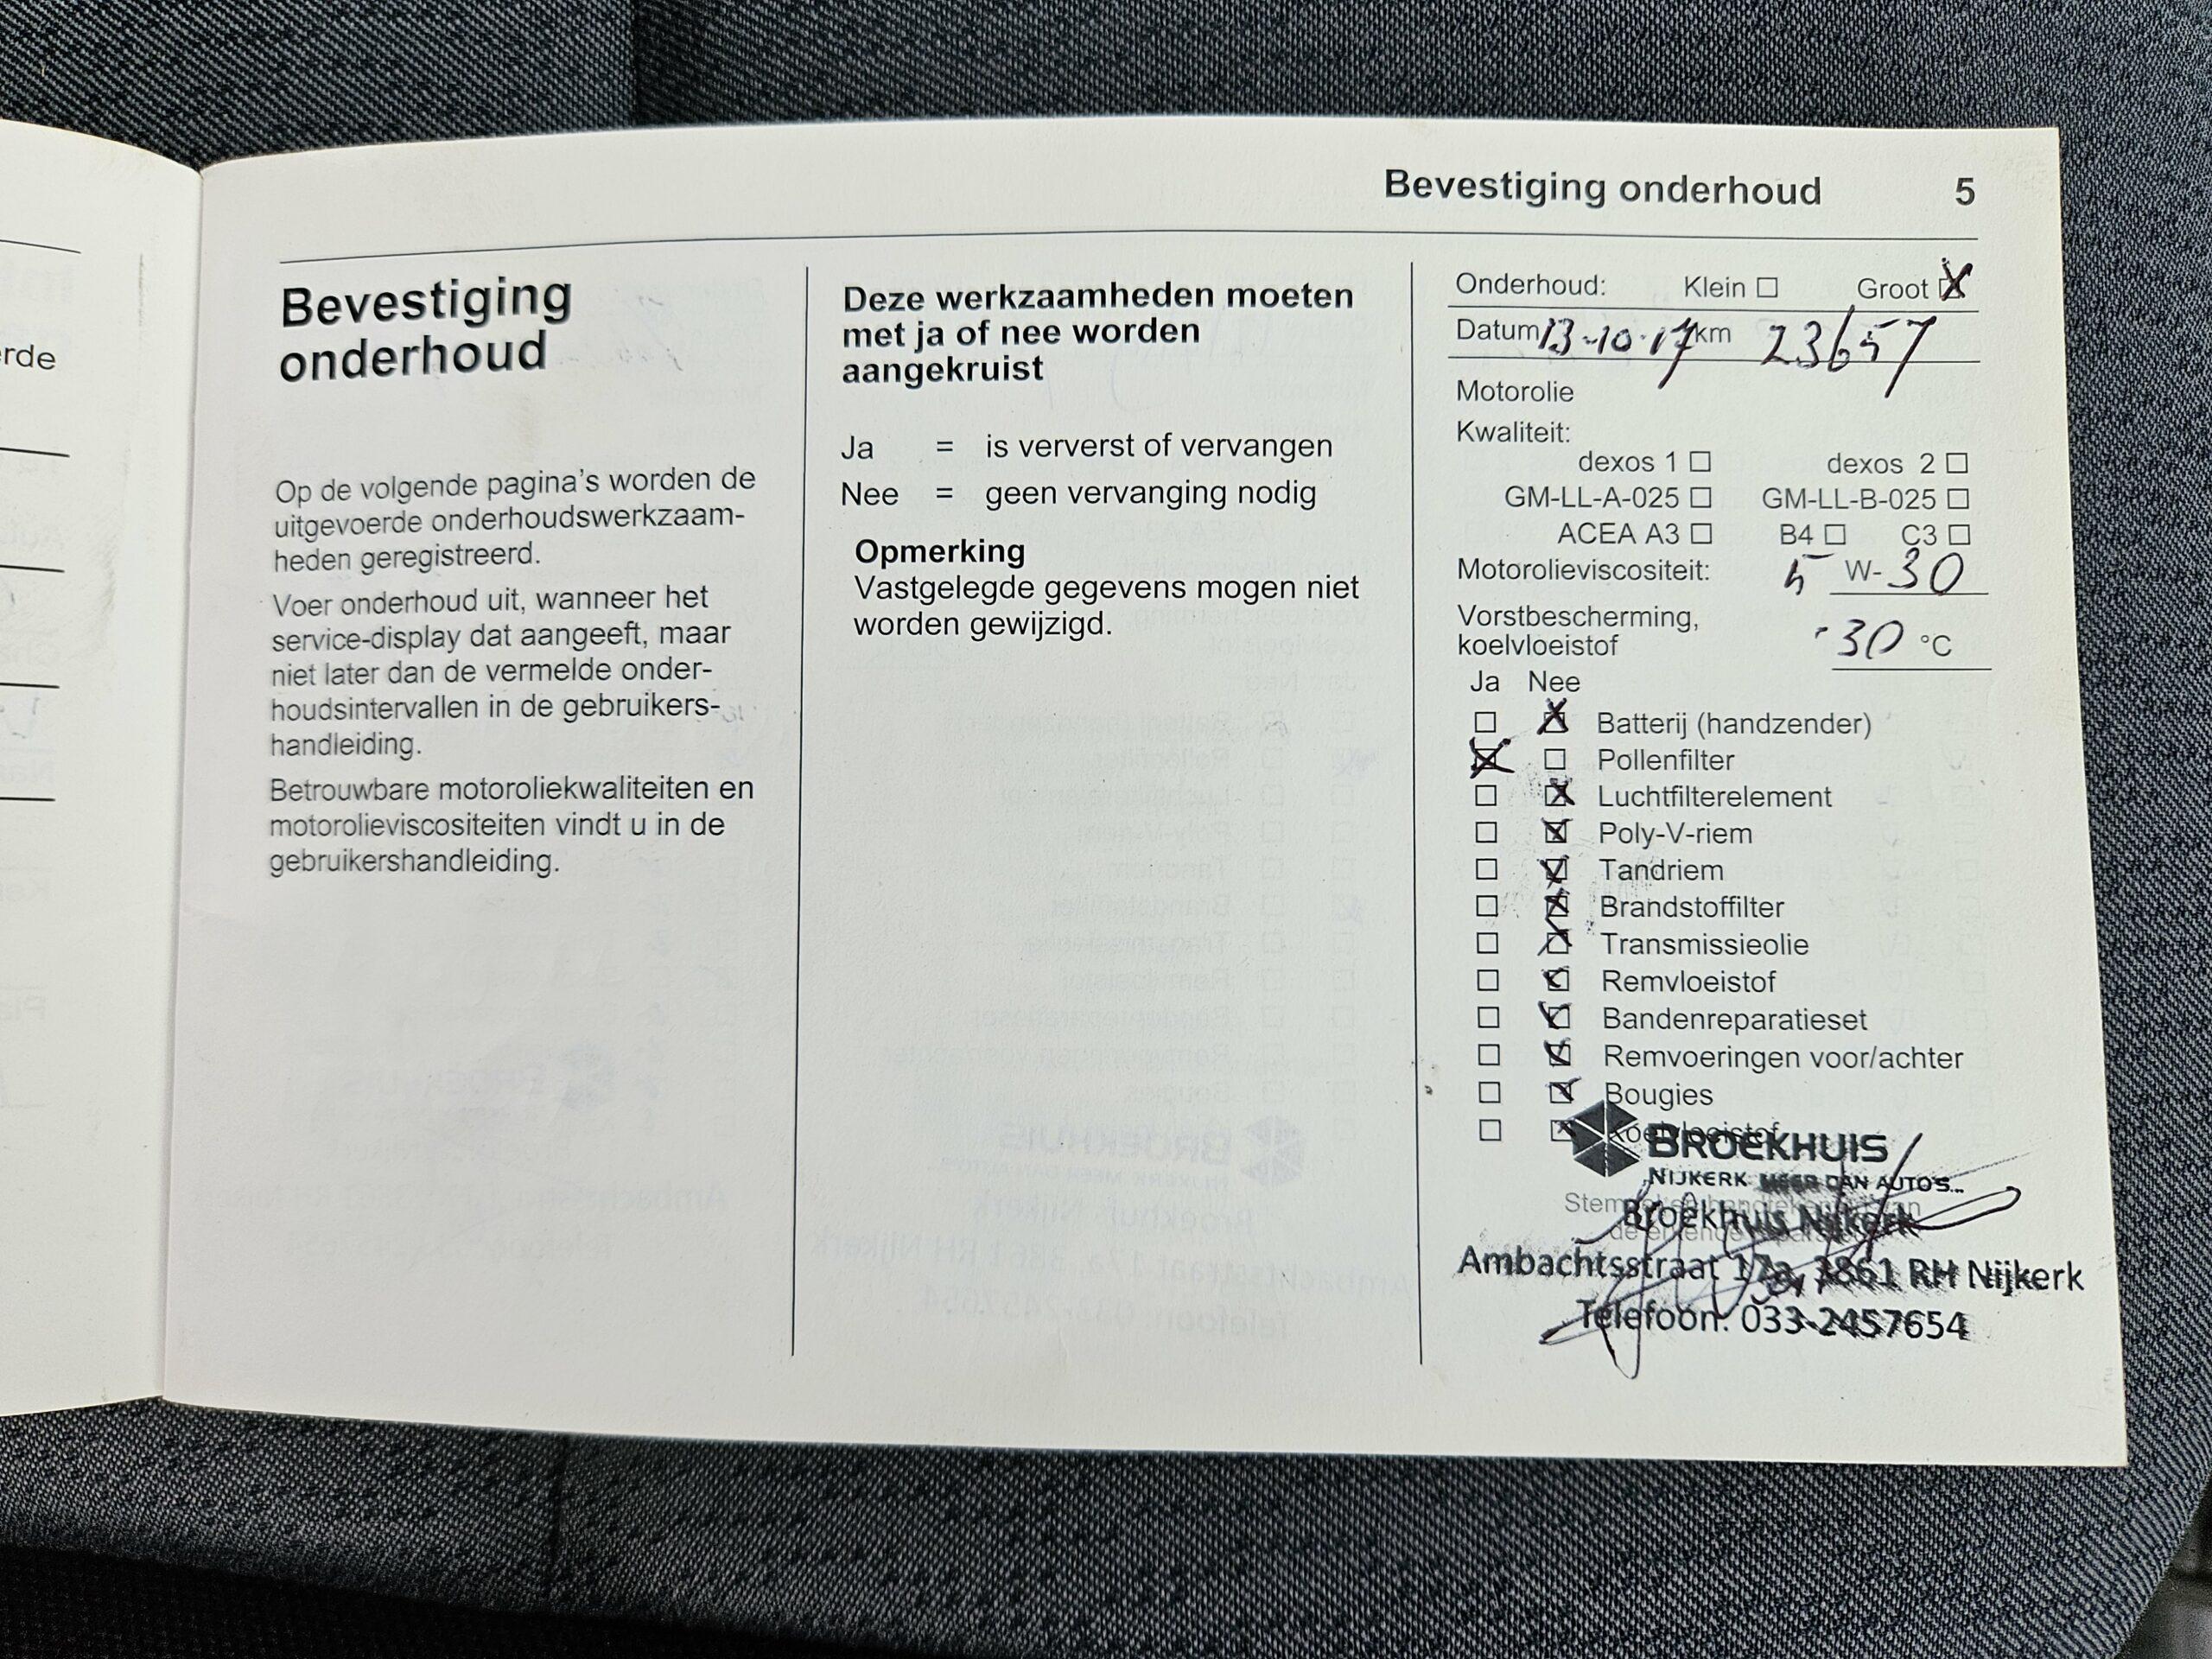 rde
Bevestiging onderhoud 5
Bevestiging
onderhoud
Op de volgende pagina's worden de
uitgevoerde onderhoudswerkzaam-
heden geregistreerd.
Voer onderhoud uit, wanneer het
service-display dat aangeeft, maar
niet later dan de vermelde onder-
houdsintervallen in de gebruikers-
handleiding.
Betrouwbare motoroliekwaliteiten en
motorolieviscositeiten vindt u in de
gebruikershandleiding.
Deze werkzaamheden moeten
met ja of nee worden
aangekruist
Ja = is ververst of vervangen
Nee = geen vervanging nodig
Opmerking
Vastgelegde gegevens mogen niet
worden gewijzigd.
Onderhoud: Klein ☐ Groot ☒
Datum 13-10-17 km 23657
Motorolie
Kwaliteit:
dexos 1 ☐ dexos 2 ☐
GM-LL-A-025 ☐ GM-LL-B-025 ☐
ACEA A3 ☐ B4 ☐ C3 ☐
Motorolieviscositeit: 5 W-30
Vorstbescherming,
koelvloeistof -30 °C
Ja Nee
☐ ☒ Batterij (handzender)
☒ ☐ Pollenfilter
☐ ☒ Luchtfilterelement
☐ ☒ Poly-V-riem
☐ ☒ Tandriem
☐ ☒ Brandstoffilter
☐ ☒ Transmissieolie
☐ ☒ Remvloeistof
☐ ☒ Bandenreparatieset
☐ ☒ Remvoeringen voor/achter
☐ ☒ Bougies
☐ ☒ Koelvloeistof
BROEKHUIS
NIJKERK MEER DAN AUTO'S...
Broekhuis Nijkerk
Ambachtsstraat 17a, 3861 RH Nijkerk
Telefoon: 033-2457654